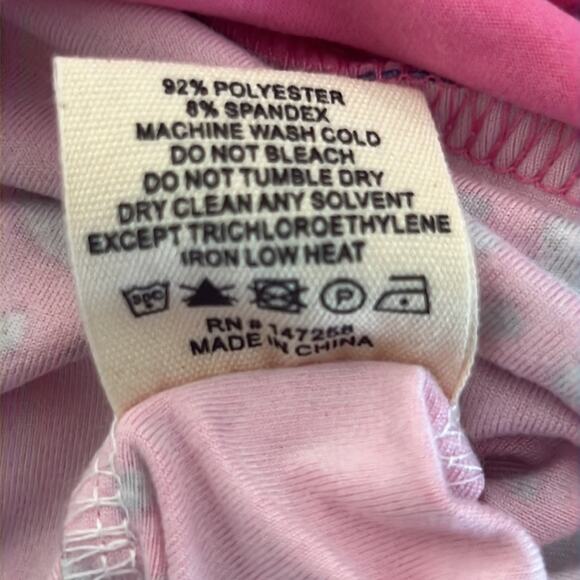 92% POLYESTER
8% SPANDEX
MACHINE WASH COLD
DO NOT BLEACH
DO NOT TUMBLE DRY
DRY CLEAN ANY SOLVENT
EXCEPT TRICHLOROETHYLENE
IRON LOW HEAT
P
RN # 147258
MADE IN CHINA